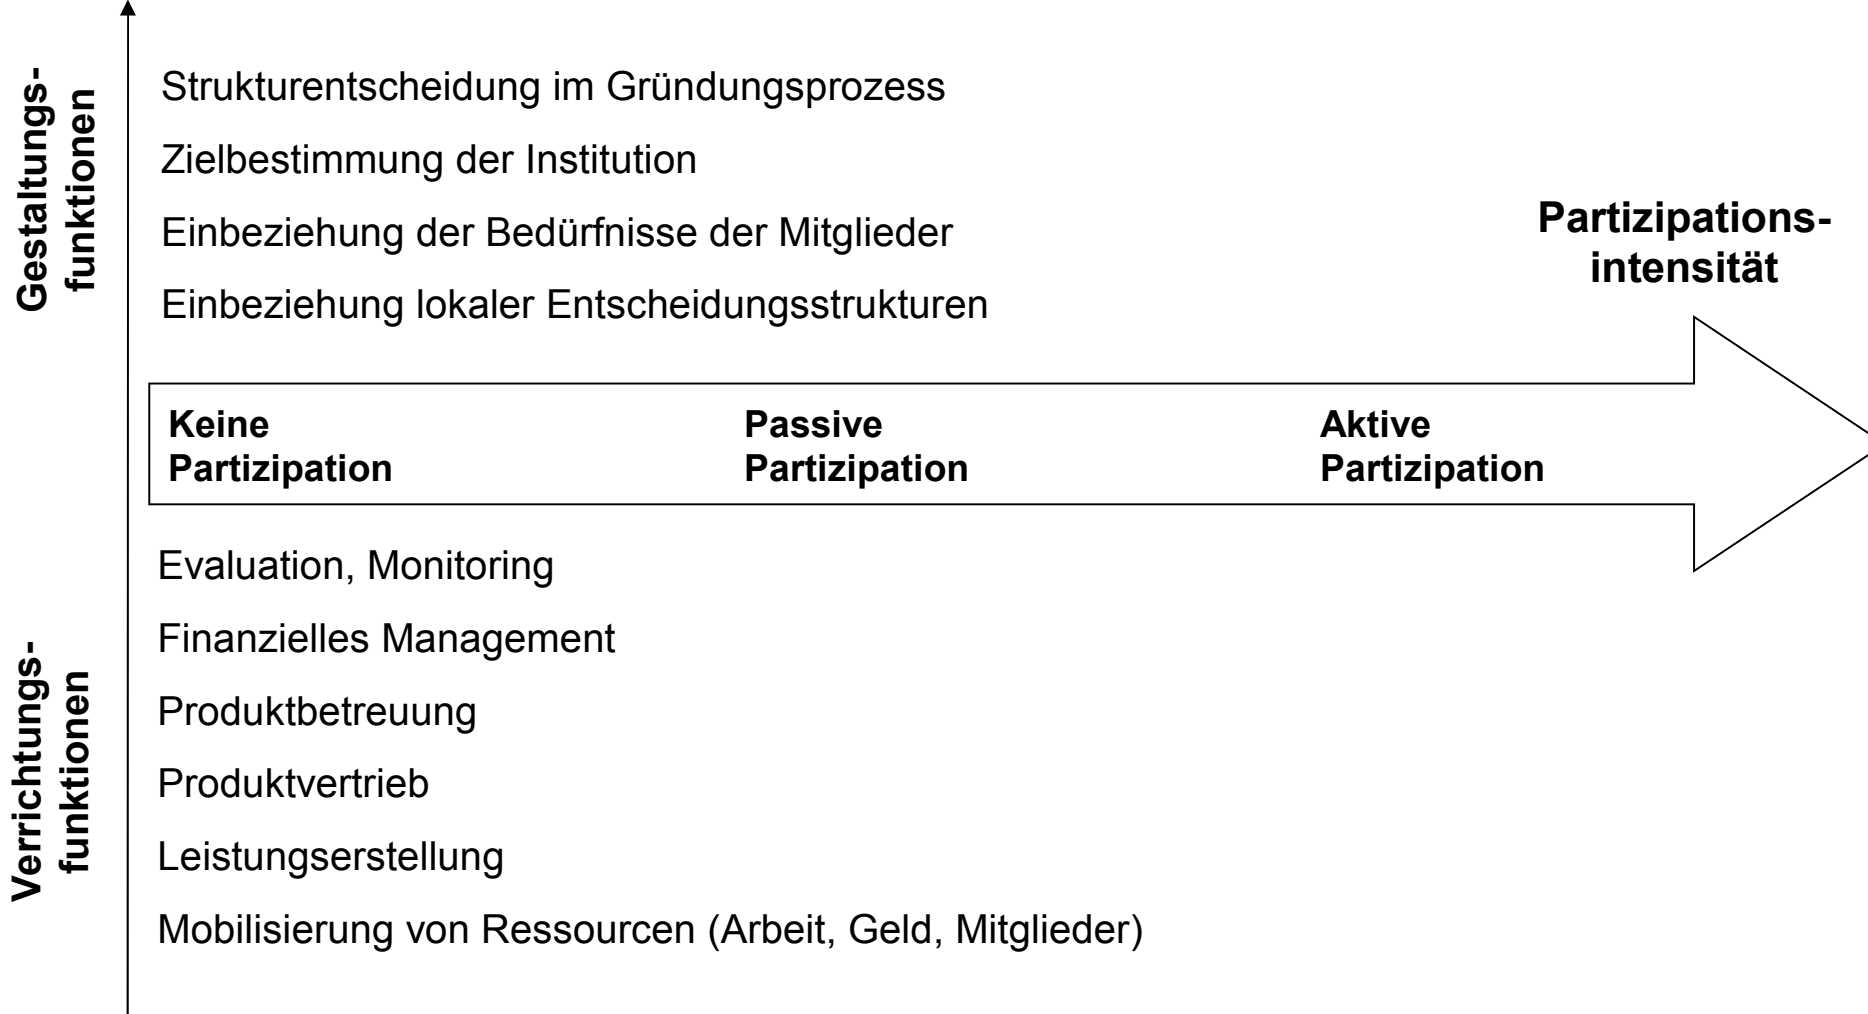 Gestaltungs-
funktionen
Strukturentscheidung im Gründungsprozess
Zielbestimmung der Institution
Einbeziehung der Bedürfnisse der Mitglieder
Einbeziehung lokaler Entscheidungsstrukturen
Partizipations-
intensität
Keine
Partizipation
Passive
Partizipation
Aktive
Partizipation
Verrichtungs-
funktionen
Evaluation, Monitoring
Finanzielles Management
Produktbetreuung
Produktvertrieb
Leistungserstellung
Mobilisierung von Ressourcen (Arbeit, Geld, Mitglieder)